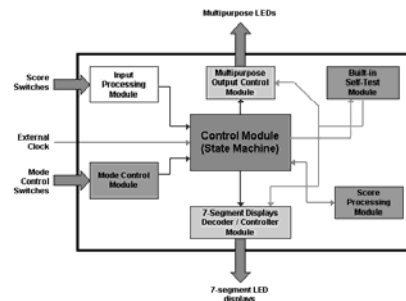 Multipurpose LEDs
Score
Switches
Input
Processing
Module
Multipurpose
Output Control
Module
Built-in
Self-Test
Module
External
Clock
Control Module
(State Machine)
Mode
Control
Switches
Mode Control
Module
7-Segment Displays
Decoder / Controller
Module
Score
Processing
Module
7-segment LED
displays